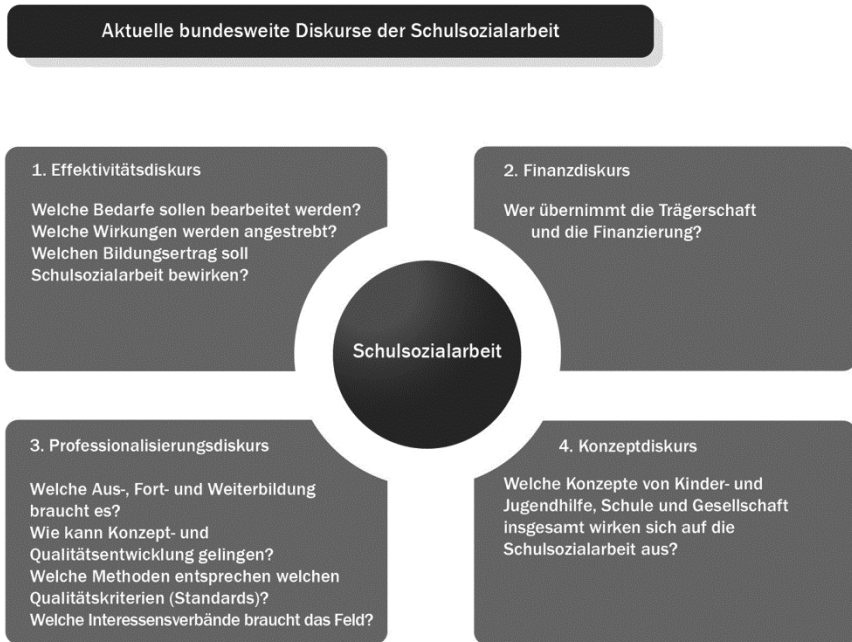 Aktuelle bundesweite Diskurse der Schulsozialarbeit
1. Effektivitätsdiskurs
Welche Bedarfe sollen bearbeitet werden?
Welche Wirkungen werden angestrebt?
Welchen Bildungsertrag soll
Schulsozialarbeit bewirken?
2. Finanzdiskurs
Wer übernimmt die Trägerschaft
und die Finanzierung?
Schulsozialarbeit
3. Professionalisierungsdiskurs
Welche Aus-, Fort- und Weiterbildung
braucht es?
Wie kann Konzept- und
Qualitätsentwicklung gelingen?
Welche Methoden entsprechen welchen
Qualitätskriterien (Standards)?
Welche Interessensverbände braucht das Feld?
4. Konzeptdiskurs
Welche Konzepte von Kinder- und
Jugendhilfe, Schule und Gesellschaft
insgesamt wirken sich auf die
Schulsozialarbeit aus?